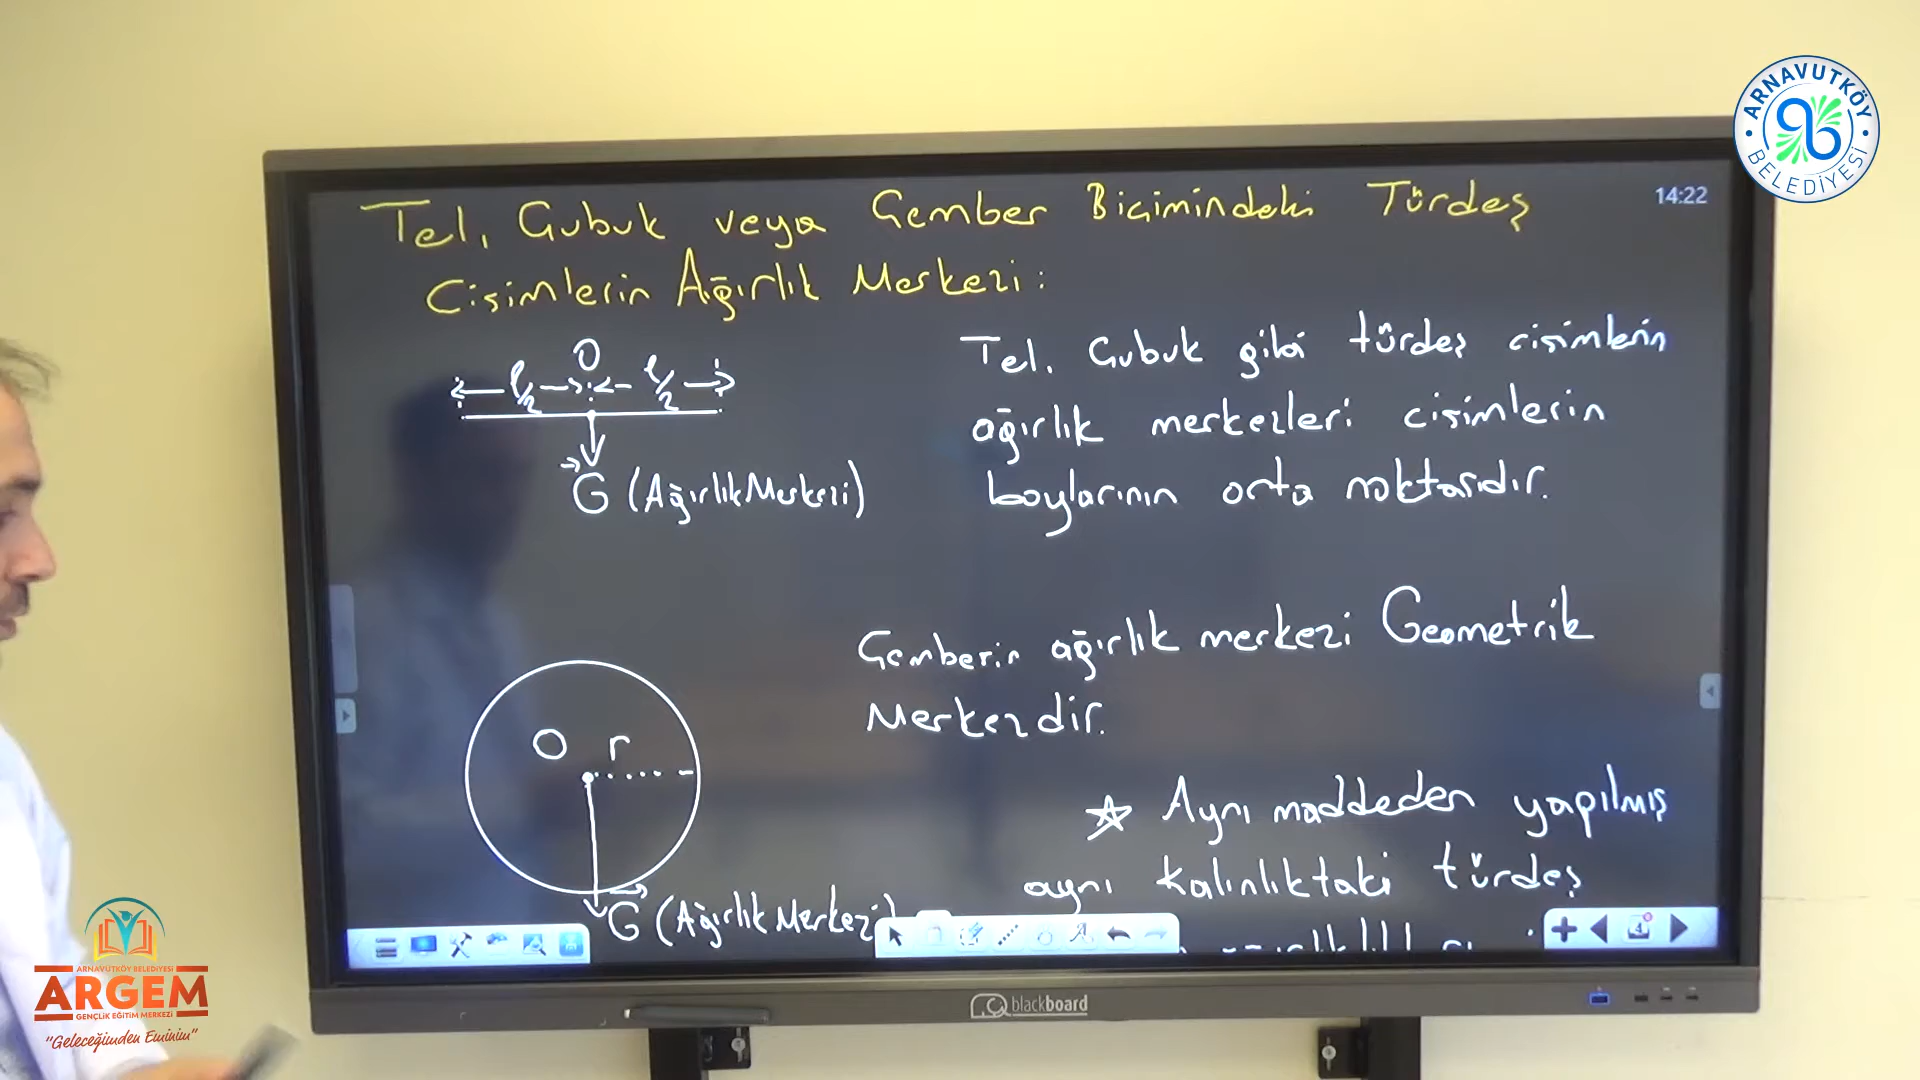 Tel, Çubuk veya Çember Biçimindeki Türdeş
Cisimlerin Ağırlık Merkezi:
14:22
O
l/2 l/2
G (Ağırlık Merkezi)
Tel, Çubuk gibi türdeş cisimlerin
ağırlık merkezleri cisimlerin
boylarının orta noktasıdır.
Çemberin ağırlık merkezi Geometrik
Merkezdir.
O r
G (Ağırlık Merkezi)
☆ Aynı maddeden yapılmış
aynı kalınlıktaki türdeş
blackboard
ARNAVUTKÖY
BELEDİYESİ
ARNAVUTKÖY BELEDİYESİ
ARGEM
GENÇLİK EĞİTİM MERKEZİ
"Geleceğimden Eminim"